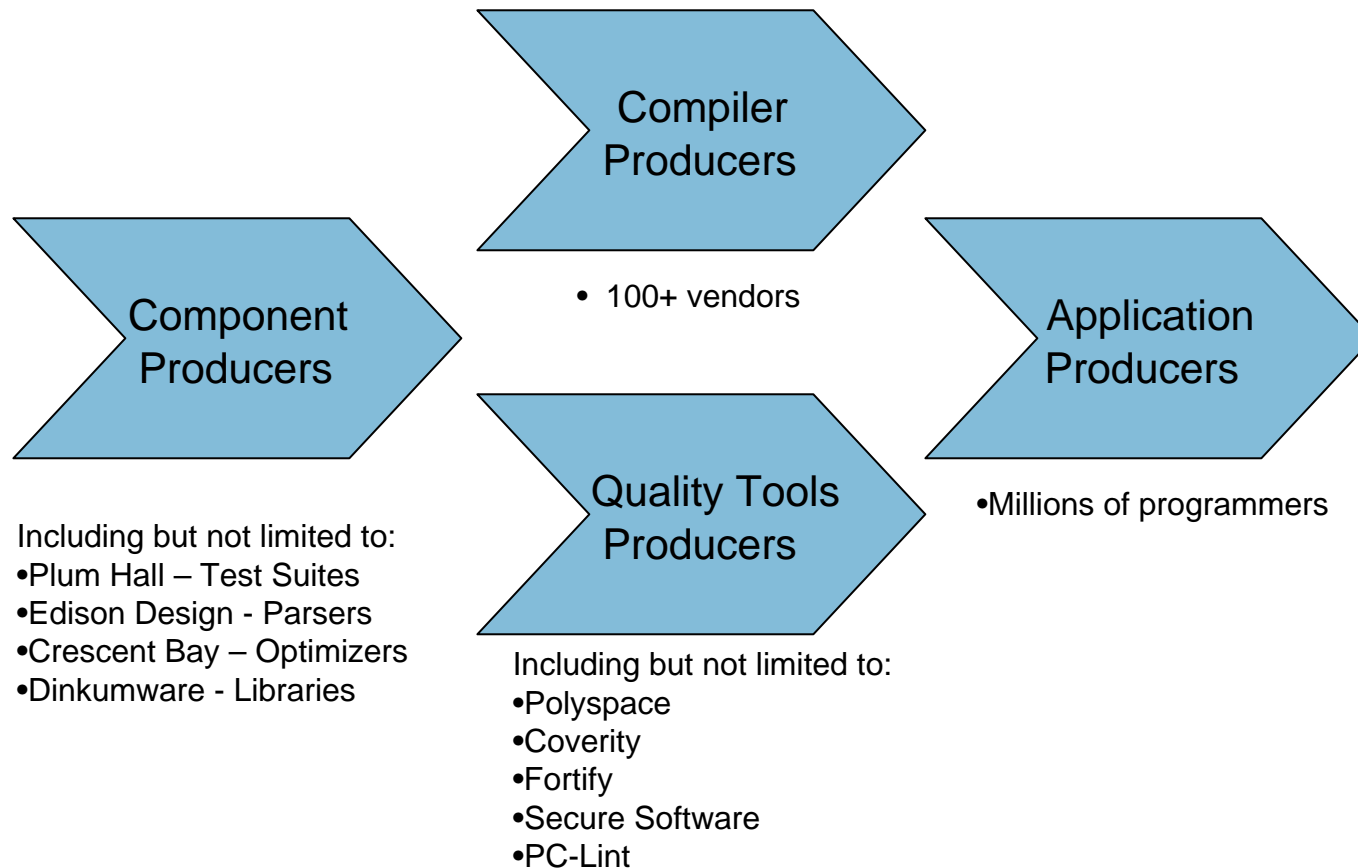 Compiler
Producers
• 100+ vendors
Component
Producers
Including but not limited to:
•Plum Hall – Test Suites
•Edison Design - Parsers
•Crescent Bay – Optimizers
•Dinkumware - Libraries
Quality Tools
Producers
Including but not limited to:
•Polyspace
•Coverity
•Fortify
•Secure Software
•PC-Lint
Application
Producers
•Millions of programmers